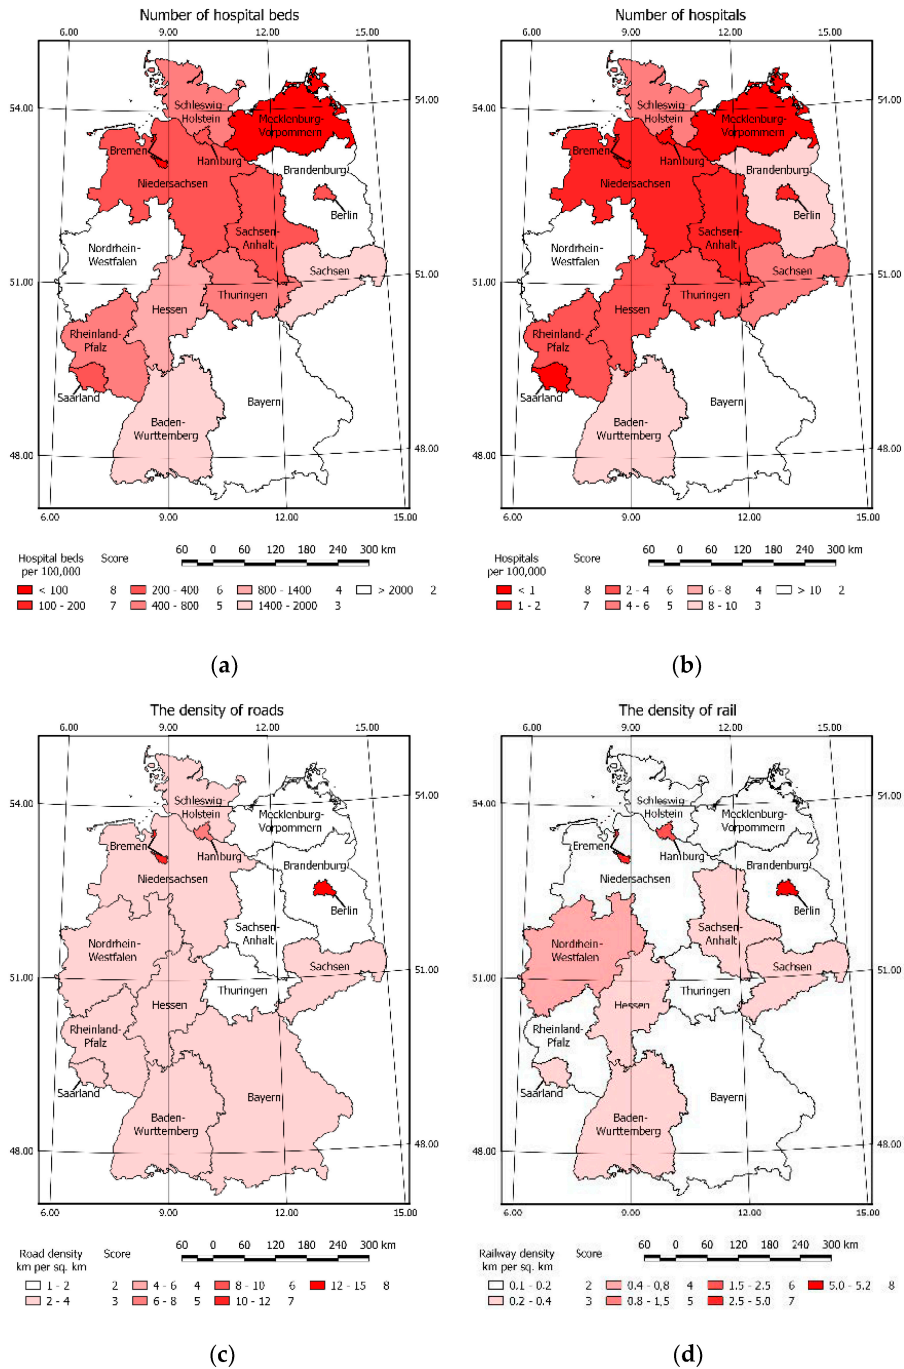 Number of hospital beds
6.00 9.00 12.00 15.00
54.00 54.00
Schleswig
Holstein
Mecklenburg-
Vorpommern
Bremen
Hamburg
Brandenburg
Niedersachsen
Berlin
Nordrhein-
Westfalen
Sachsen-
Anhalt
Sachsen
51.00 51.00
Hessen
Thuringen
Rheinland-
Pfalz
Saarland
Bayern
Baden-
Wurttemberg
48.00 48.00
6.00 9.00 12.00 15.00
60 0 60 120 180 240 300 km
Hospital beds Score
per 100,000
< 100 8 200 - 400 6 800 - 1400 4 > 2000 2
100 - 200 7 400 - 800 5 1400 - 2000 3
(a)
Number of hospitals
6.00 9.00 12.00 15.00
54.00 54.00
Schleswig
Holstein
Mecklenburg-
Vorpommern
Bremen
Hamburg
Brandenburg
Niedersachsen
Berlin
Nordrhein-
Westfalen
Sachsen-
Anhalt
Sachsen
51.00 51.00
Hessen
Thuringen
Rheinland-
Pfalz
Saarland
Bayern
Baden-
Wurttemberg
48.00 48.00
6.00 9.00 12.00 15.00
60 0 60 120 180 240 300 km
Hospitals Score
per 100,000
< 1 8 2 - 4 6 6 - 8 4 > 10 2
1 - 2 7 4 - 6 5 8 - 10 3
(b)
The density of roads
6.00 9.00 12.00 15.00
54.00 54.00
Schleswig
Holstein
Mecklenburg-
Vorpommern
Bremen
Hamburg
Brandenburg
Niedersachsen
Berlin
Nordrhein-
Westfalen
Sachsen-
Anhalt
Sachsen
51.00 51.00
Hessen
Thuringen
Rheinland-
Pfalz
Saarland
Bayern
Baden-
Wurttemberg
48.00 48.00
6.00 9.00 12.00 15.00
60 0 60 120 180 240 300 km
Road density Score
km per sq. km
1 - 2 2 4 - 6 4 8 - 10 6 12 - 15 8
2 - 4 3 6 - 8 5 10 - 12 7
(c)
The density of rail
6.00 9.00 12.00 15.00
54.00 54.00
Schleswig
Holstein
Mecklenburg-
Vorpommern
Eremen
Hamburg
Brandenburg
Niedersachsen
Berlin
Nordrhein-
Westfalen
Sachsen-
Anhalt
Sachsen
51.00 51.00
Hessen
Thuringen
Rheinland-
Pfalz
Saarland
Bayern
Baden-
Wurttemberg
48.00 48.00
6.00 9.00 12.00 15.00
60 0 60 120 180 240 300 km
Railway density Score
km per sq. km
0.1 - 0.2 2 0.4 - 0,8 4 1.5 - 2.5 6 5.0 - 5.2 8
0.2 - 0.4 3 0.8 - 1,5 5 2.5 - 5.0 7
(d)